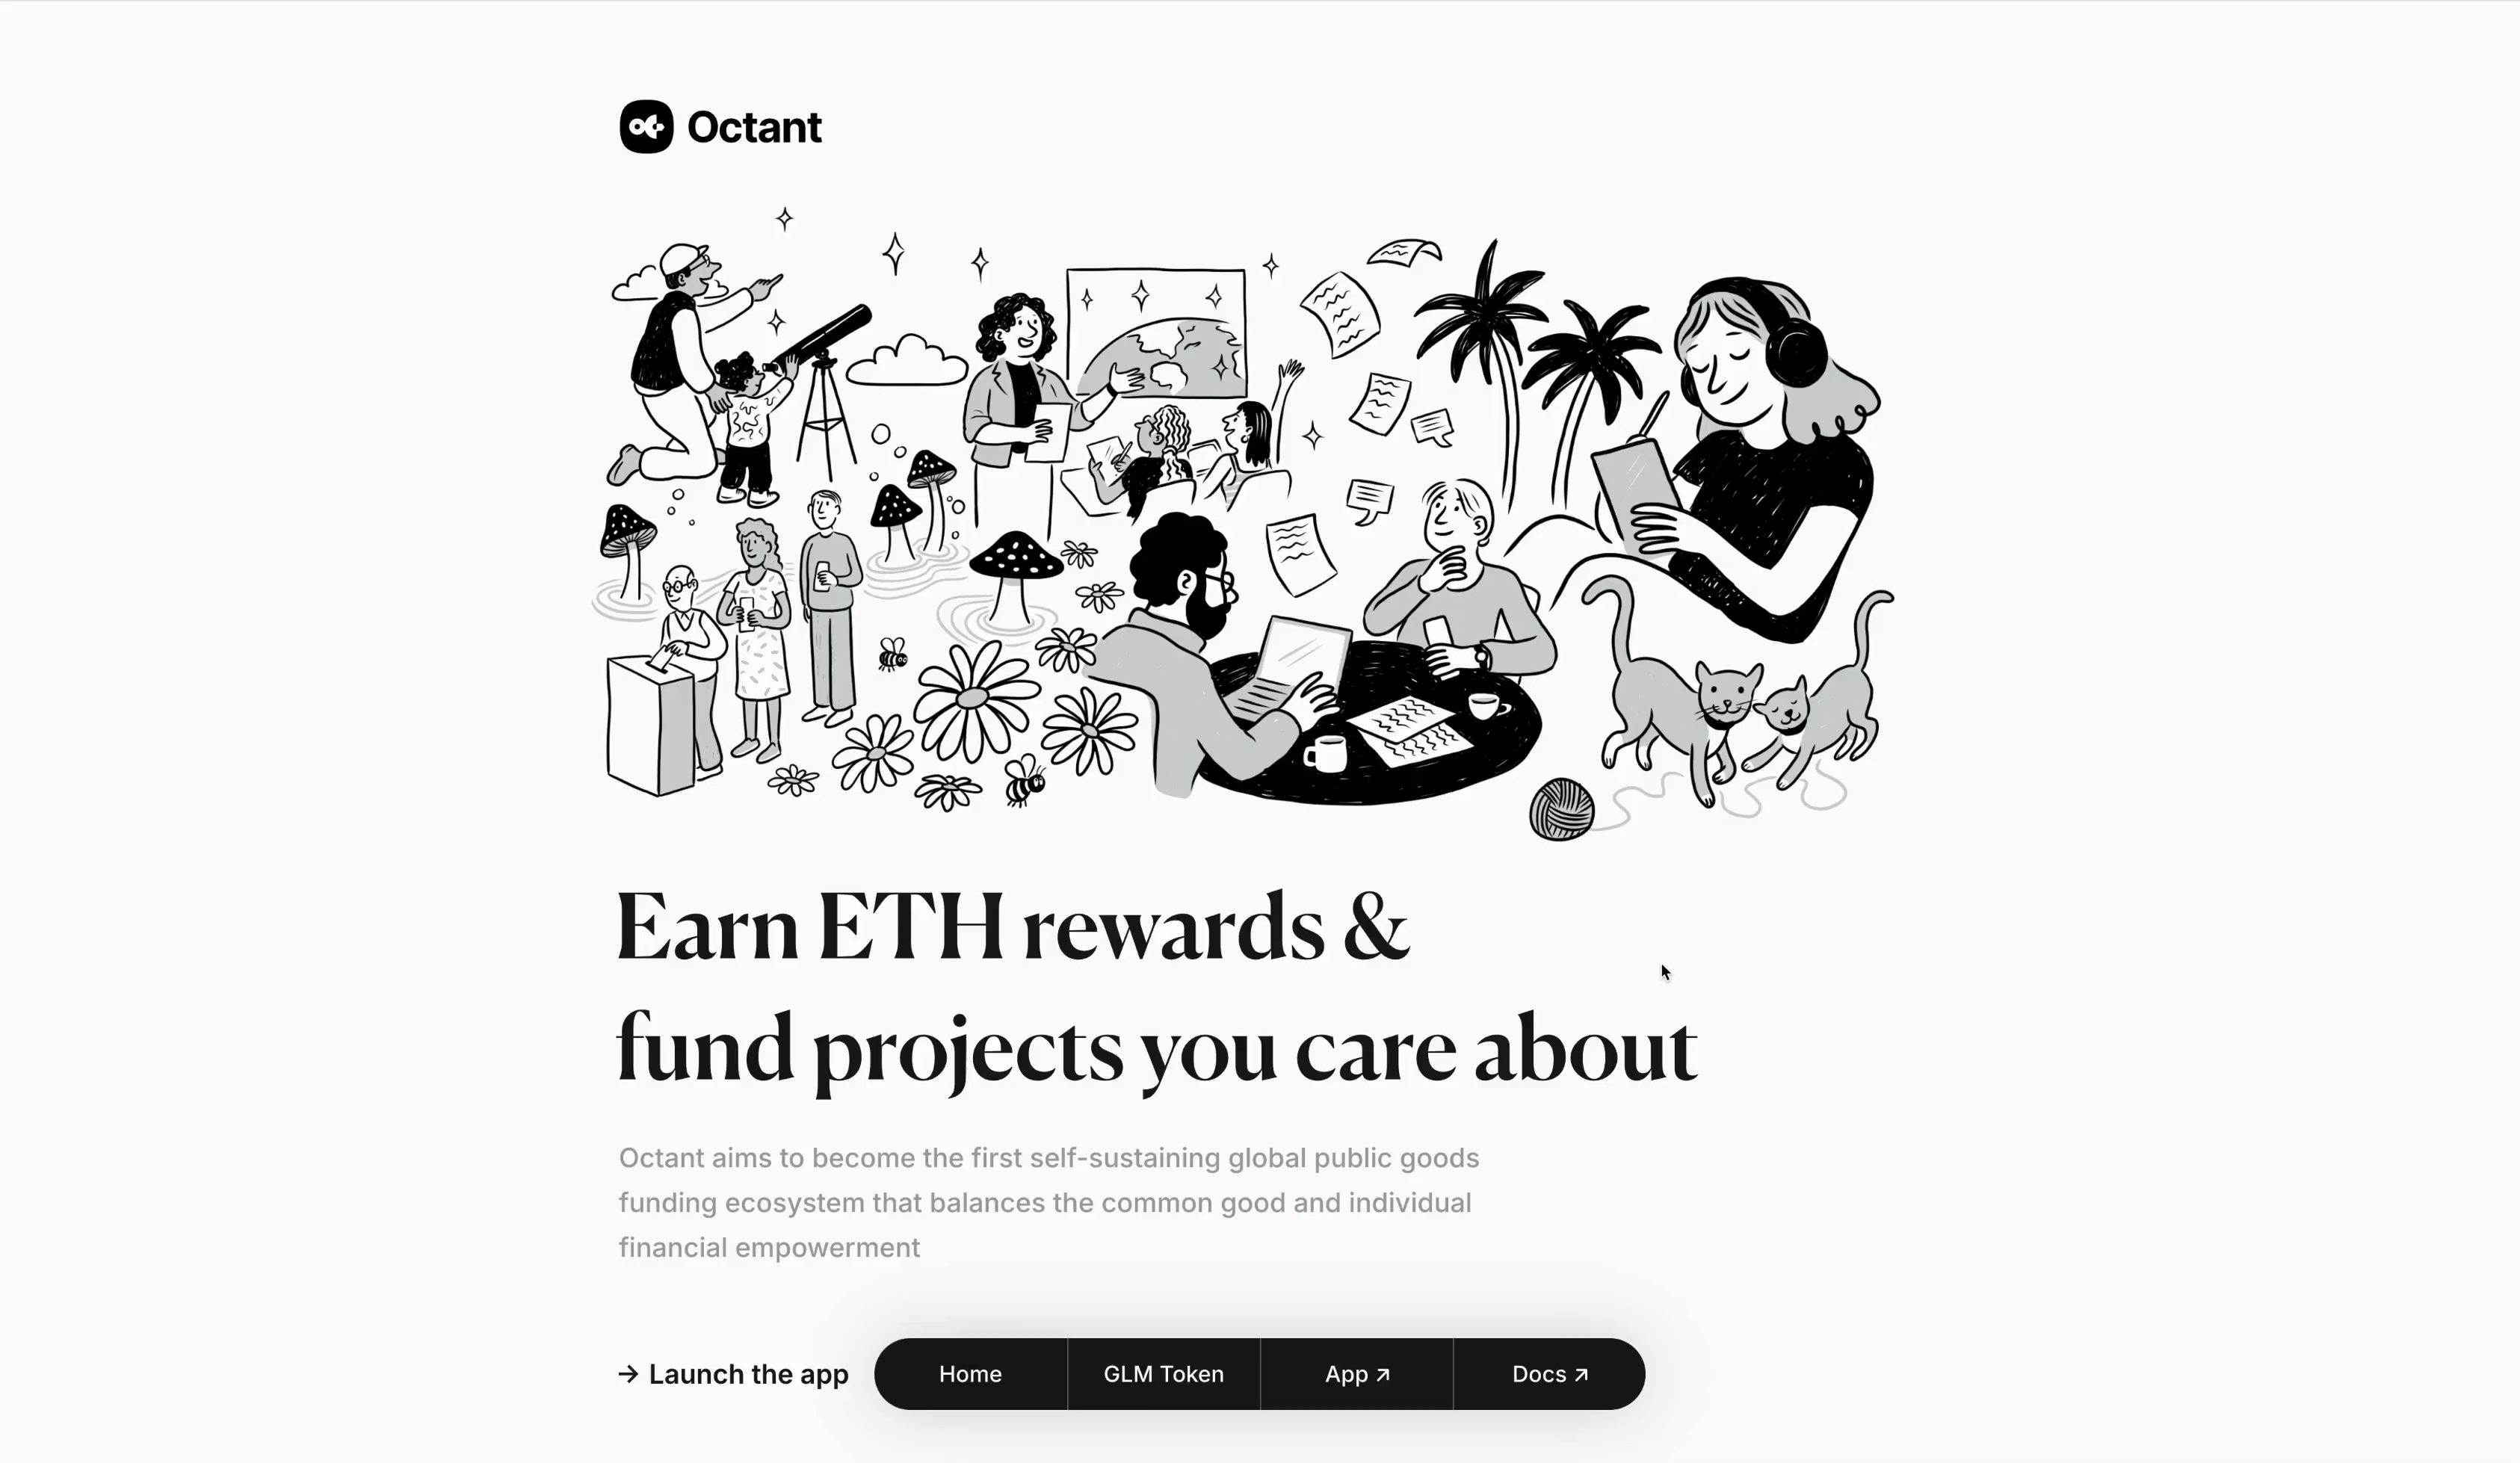 Octant
Earn ETH rewards &
fund projects you care about
Octant aims to become the first self-sustaining global public goods
funding ecosystem that balances the common good and individual
financial empowerment
→ Launch the app
Home
GLM Token
App ↗
Docs ↗